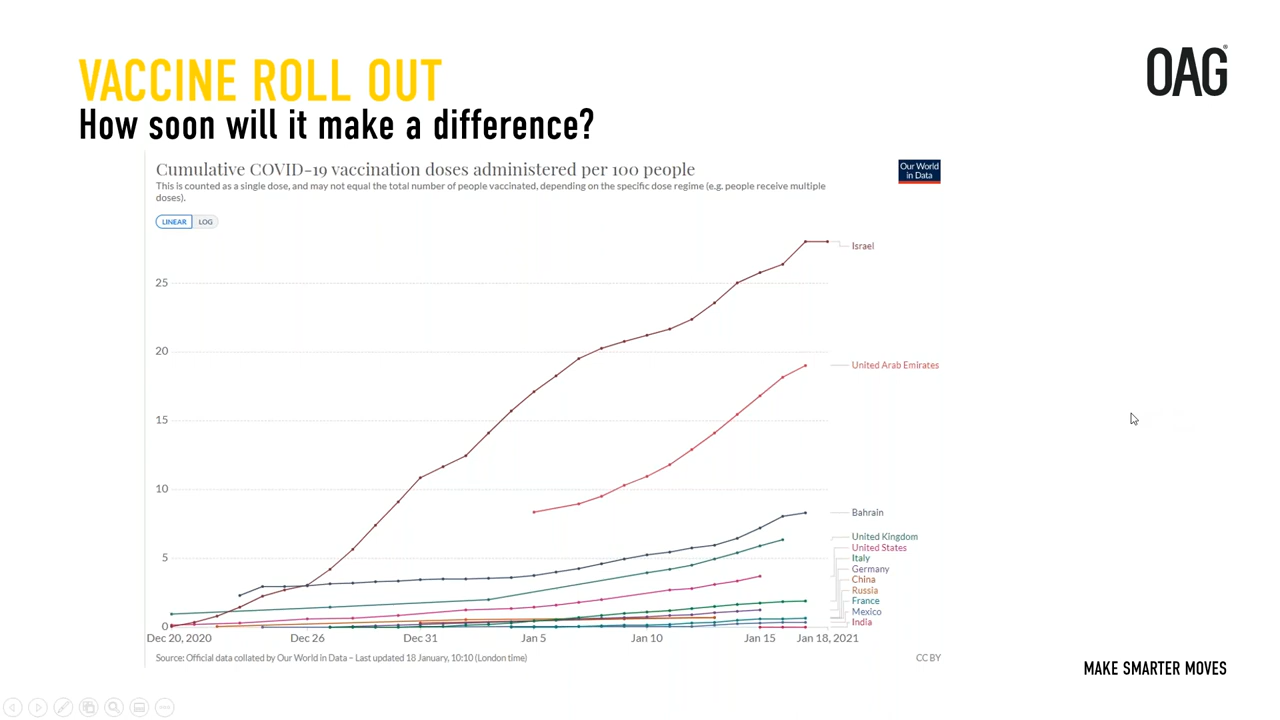 VACCINE ROLL OUT
How soon will it make a difference?
OAG
Cumulative COVID-19 vaccination doses administered per 100 people
This is counted as a single dose, and may not equal the total number of people vaccinated, depending on the specific dose regime (e.g. people receive multiple
doses).
Our World
in Data
LINEAR LOG
Israel
25
20
United Arab Emirates
15
10
Bahrain
United Kingdom
United States
5
Italy
Germany
China
Russia
France
Mexico
India
0
Dec 20, 2020 Dec 26 Dec 31 Jan 5 Jan 10 Jan 15 Jan 18, 2021
Source: Official data collated by Our World in Data – Last updated 18 January, 10:10 (London time) CC BY
MAKE SMARTER MOVES